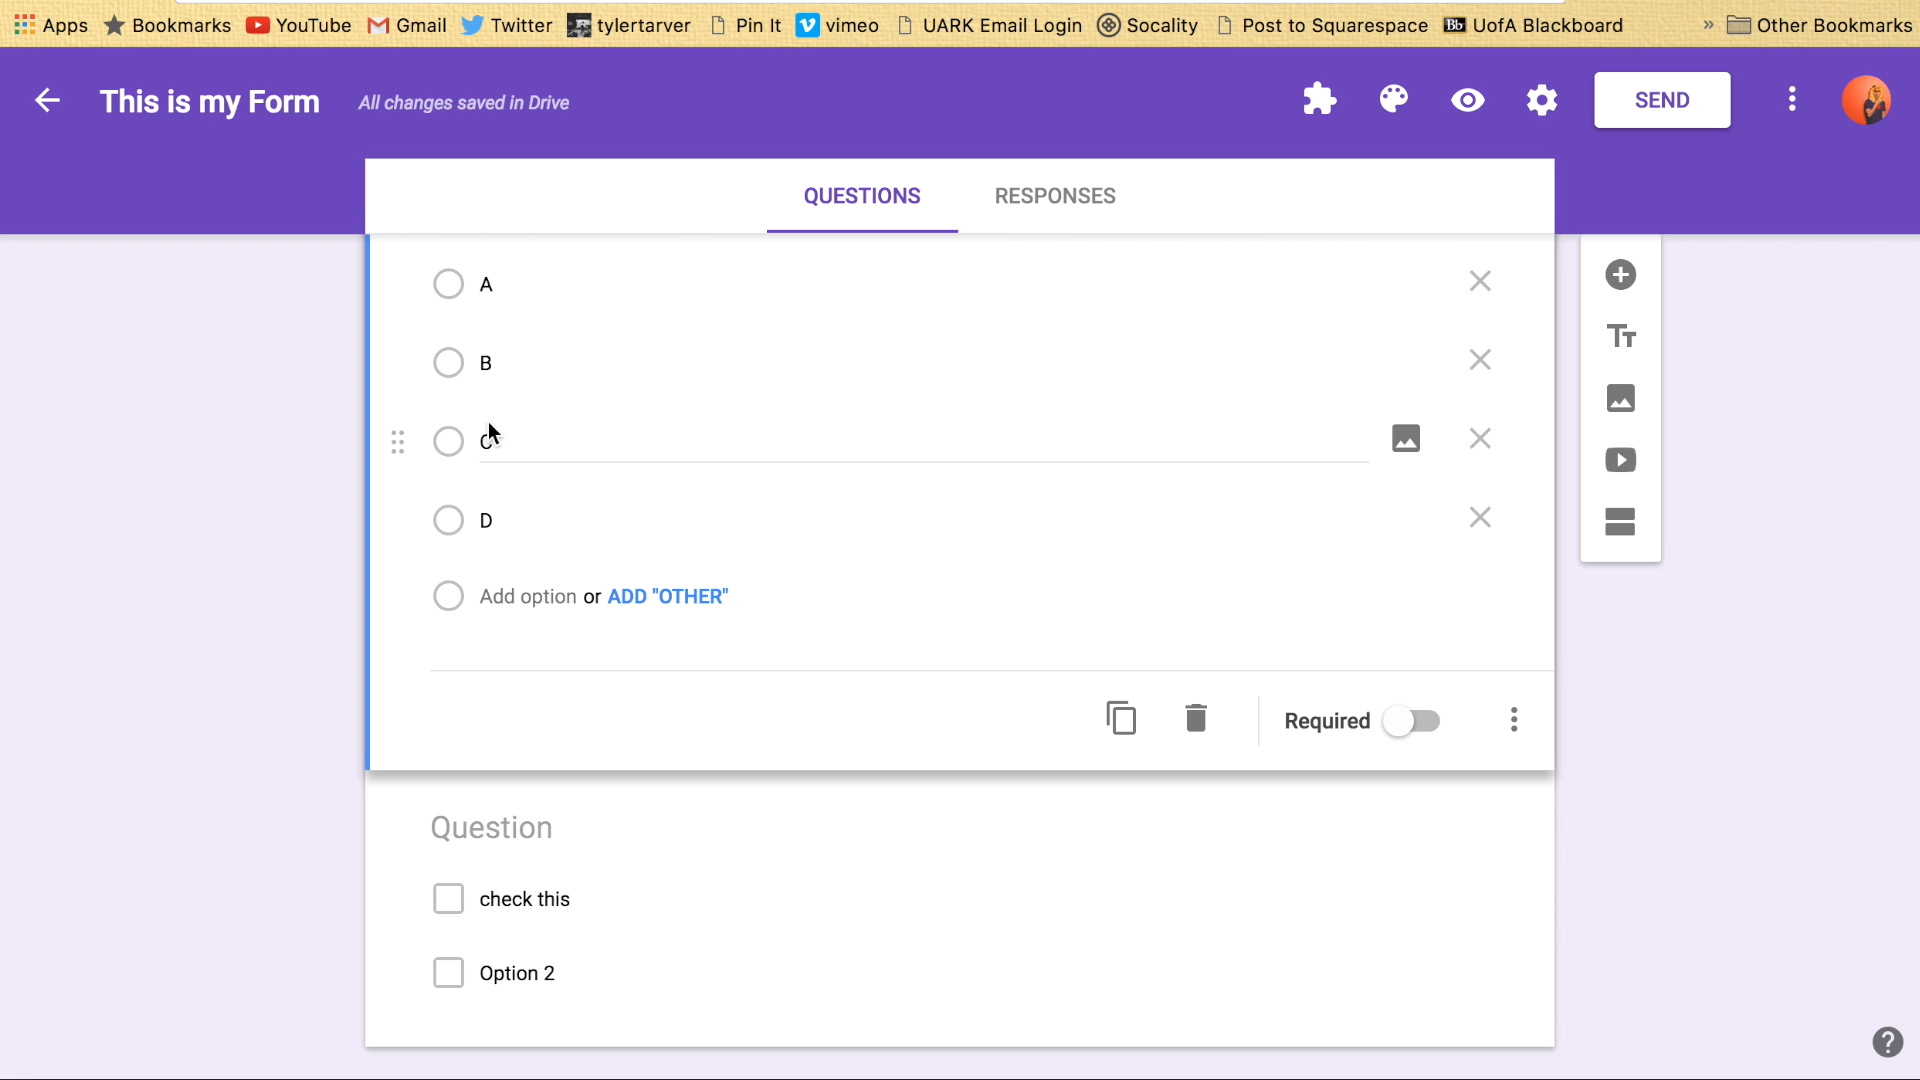 Apps Bookmarks YouTube Gmail Twitter tylertarver Pin It vimeo UARK Email Login Socality Post to Squarespace Bb UofA Blackboard » Other Bookmarks
This is my Form All changes saved in Drive SEND
QUESTIONS RESPONSES
A
B
C
D
Add option or ADD "OTHER"
Required
Question
check this
Option 2